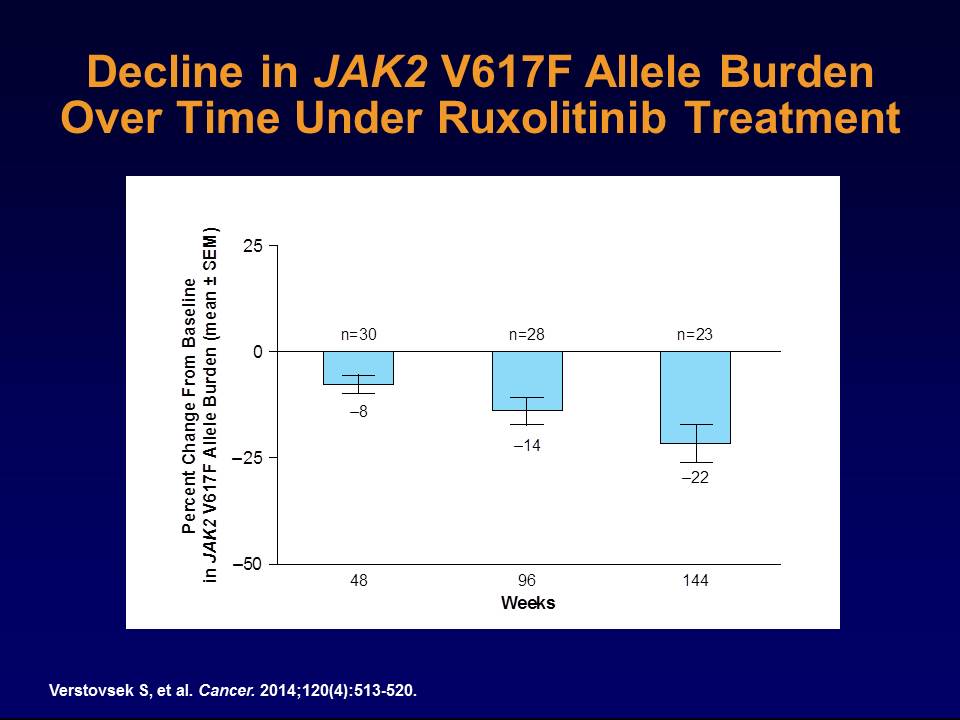 Decline in JAK2 V617F Allele Burden
Over Time Under Ruxolitinib Treatment
Percent Change From Baseline
in JAK2 V617F Allele Burden (mean ± SEM)
25
0
–25
–50
n=30
n=28
n=23
–8
–14
–22
48
96
144
Weeks
Verstovsek S, et al. Cancer. 2014;120(4):513-520.